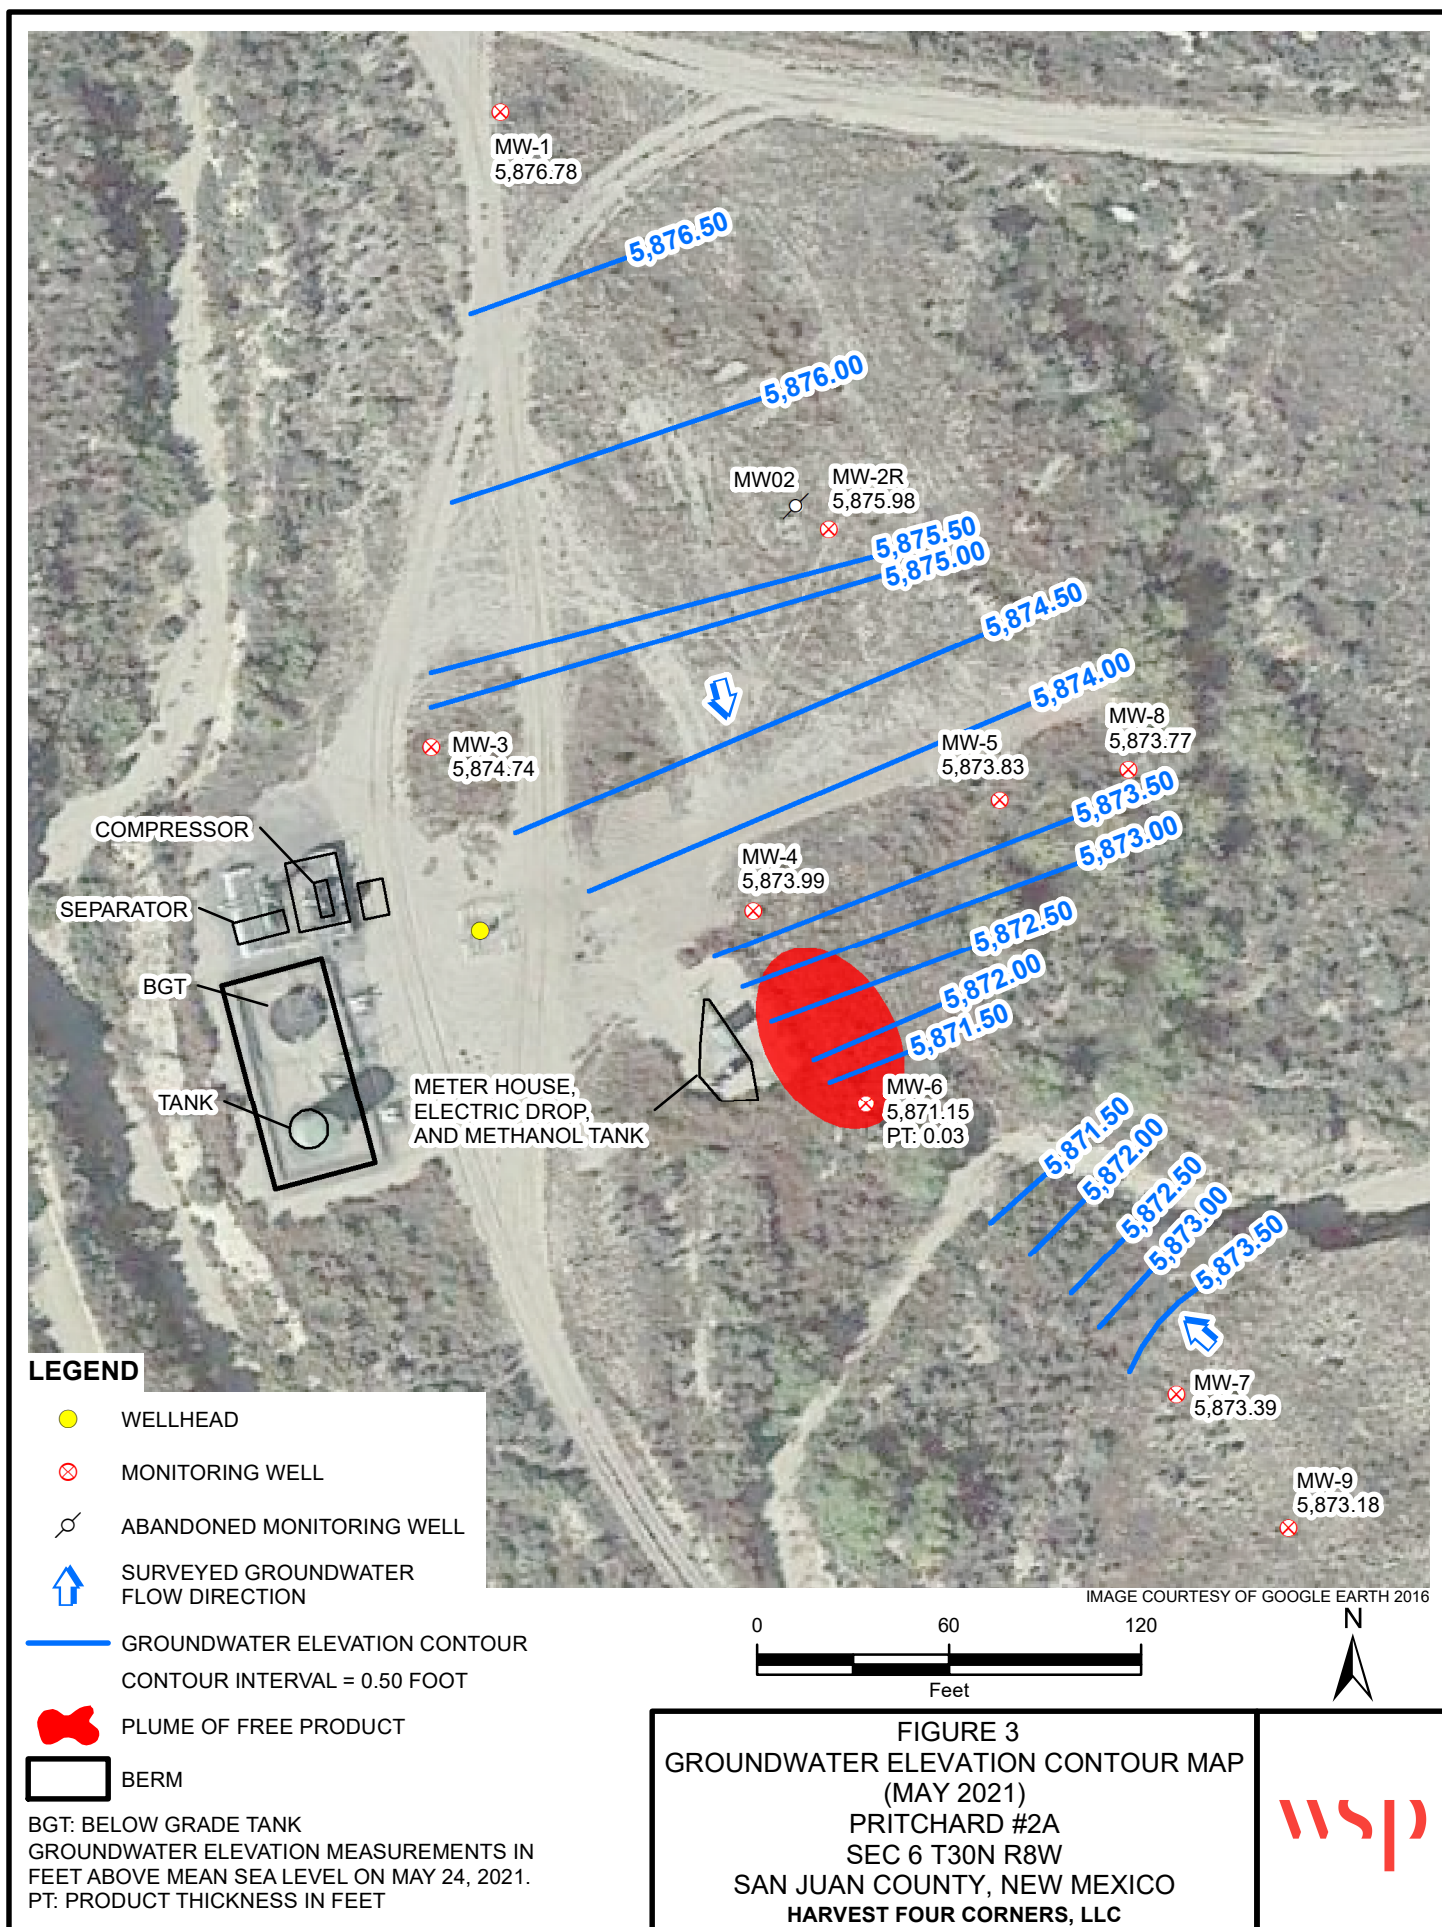 MW-1
5,876.78
5,876.50
5,876.00
MW02
MW-2R
5,875.98
5,875.50
5,875.00
5,874.50
5,874.00
MW-8
5,873.77
MW-5
5,873.83
MW-3
5,874.74
5,873.50
5,873.00
COMPRESSOR
MW-4
5,873.99
SEPARATOR
5,872.50
BGT
5,872.00
5,871.50
METER HOUSE,
ELECTRIC DROP,
AND METHANOL TANK
TANK
MW-6
5,871.15
PT: 0.03
5,871.50
5,872.00
5,872.50
5,873.00
5,873.50
MW-7
5,873.39
MW-9
5,873.18
LEGEND
WELLHEAD
MONITORING WELL
ABANDONED MONITORING WELL
SURVEYED GROUNDWATER
FLOW DIRECTION
GROUNDWATER ELEVATION CONTOUR
CONTOUR INTERVAL = 0.50 FOOT
PLUME OF FREE PRODUCT
BERM
BGT: BELOW GRADE TANK
GROUNDWATER ELEVATION MEASUREMENTS IN
FEET ABOVE MEAN SEA LEVEL ON MAY 24, 2021.
PT: PRODUCT THICKNESS IN FEET
IMAGE COURTESY OF GOOGLE EARTH 2016
0 60 120
Feet
N
FIGURE 3
GROUNDWATER ELEVATION CONTOUR MAP
(MAY 2021)
PRITCHARD #2A
SEC 6 T30N R8W
SAN JUAN COUNTY, NEW MEXICO
HARVEST FOUR CORNERS, LLC
wsp